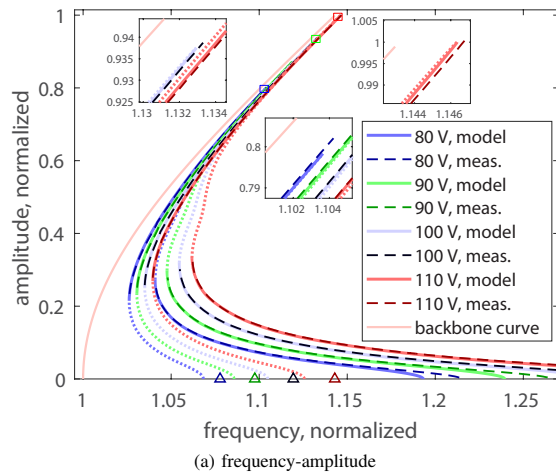 1
0.8
0.6
0.4
0.2
0
amplitude, normalized
1
1.05
1.1
1.15
1.2
1.25
frequency, normalized
0.94
0.935
0.93
0.925
1.13
1.132
1.134
1.005
1
0.995
0.99
1.144
1.146
0.8
0.79
1.102
1.104
80 V, model
80 V, meas.
90 V, model
90 V, meas.
100 V, model
100 V, meas.
110 V, model
110 V, meas.
backbone curve
(a) frequency-amplitude